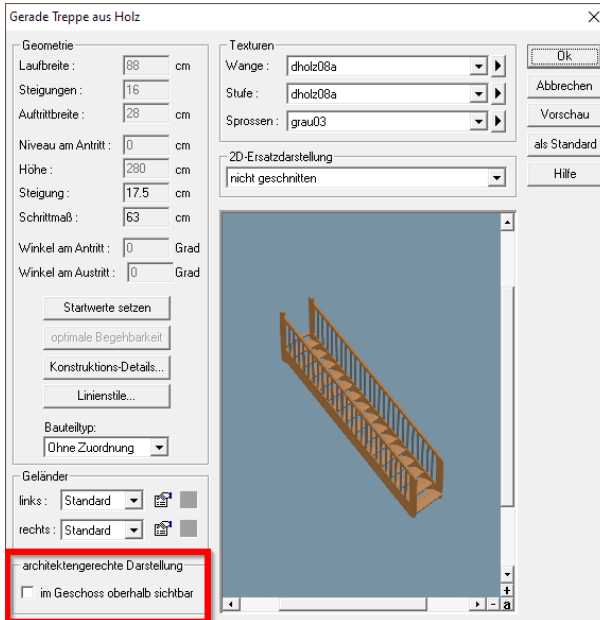 Gerade Treppe aus Holz
Geometrie
Laufbreite : 88 cm
Steigungen : 16
Auftrittbreite : 28 cm
Niveau am Antritt : 0 cm
Höhe : 280 cm
Steigung : 17.5 cm
Schrittmaß : 63 cm
Winkel am Antritt : 0 Grad
Winkel am Austritt : 0 Grad
Startwerte setzen
optimale Begehbarkeit
Konstruktions-Details...
Linienstile...
Bauteiltyp:
Ohne Zuordnung
Geländer
links : Standard
rechts : Standard
architektengerechte Darstellung
im Geschoss oberhalb sichtbar
Texturen
Wange : dholz08a
Stufe : dholz08a
Sprossen : grau03
2D-Ersatzdarstellung
nicht geschnitten
+
- a
Ok
Abbrechen
Vorschau
als Standard
Hilfe